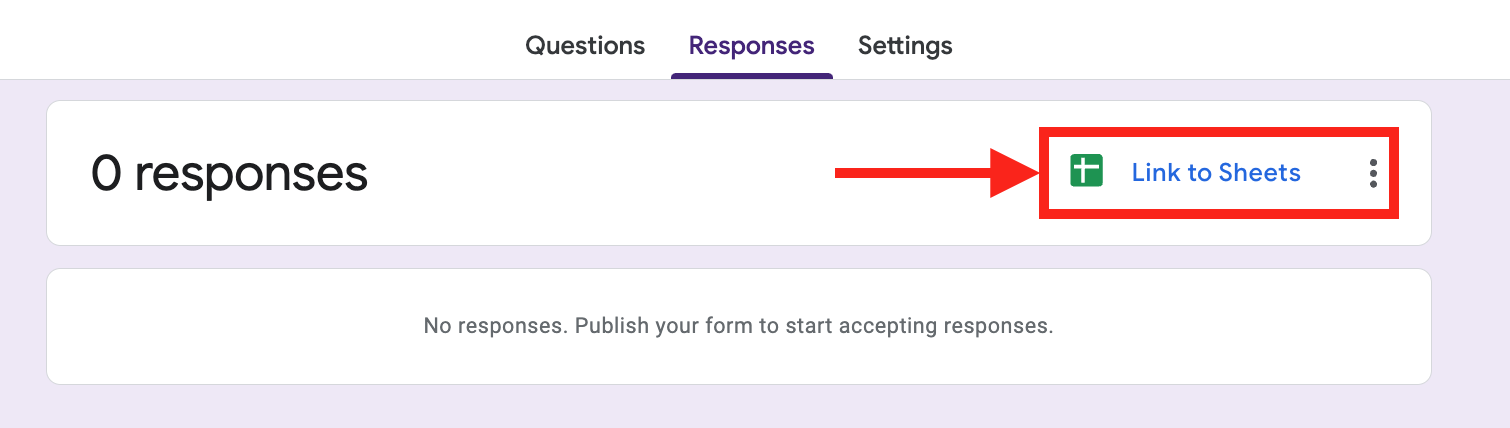 Questions Responses Settings
0 responses
Link to Sheets
No responses. Publish your form to start accepting responses.